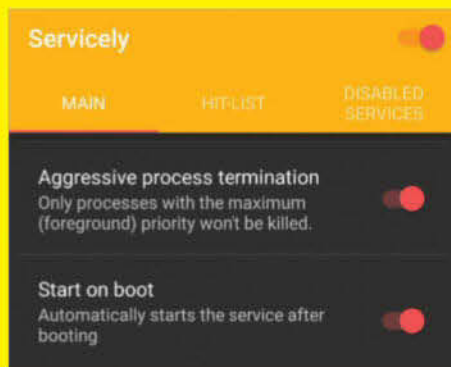 Servicely
MAIN
HIT-LIST
DISABLED
SERVICES
Aggressive process termination
Only processes with the maximum
(foreground) priority won't be killed.
Start on boot
Automatically starts the service after
booting